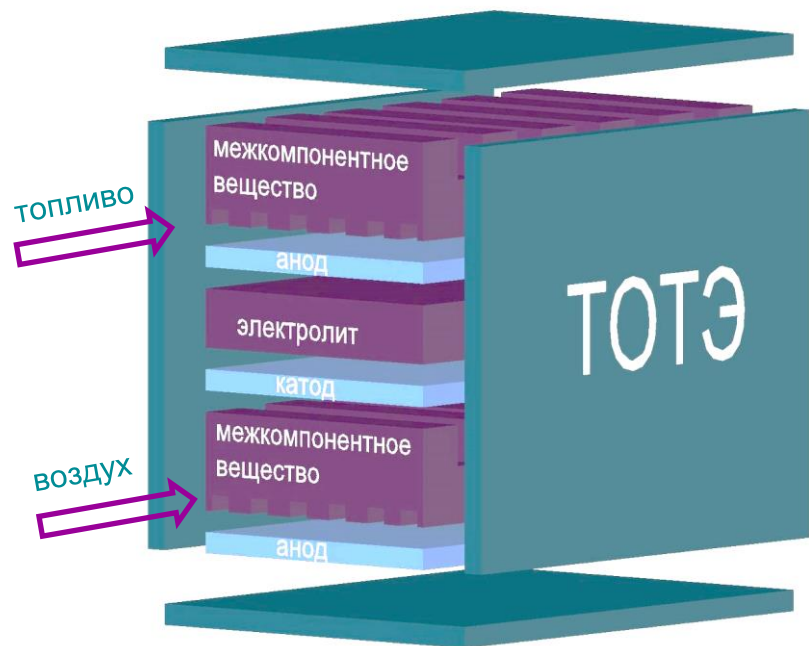 межкомпонентное
вещество
топливо
анод
электролит
ТОТЭ
катод
межкомпонентное
вещество
воздух
анод